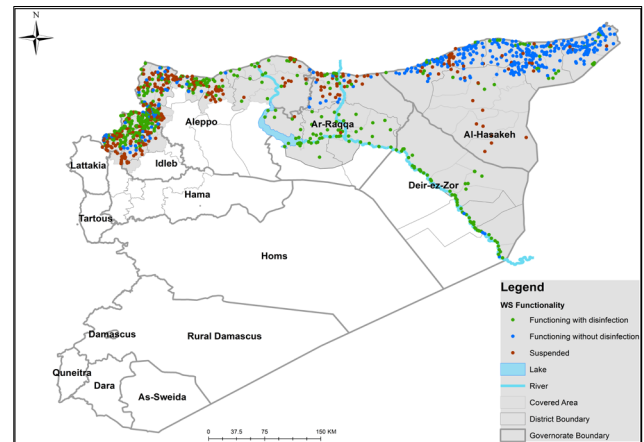 N
Aleppo
Ar-Raqqa
Al-Hasakeh
Lattakia
Idleb
Deir-ez-Zor
Hama
Tartous
Homs
Damascus
Rural Damascus
Quneitra
Dara
As-Sweida
0 37.5 75 150 KM
Legend
WS Functionality
Functioning with disinfection
Functioning without disinfection
Suspended
Lake
River
Covered Area
District Boundary
Governorate Boundary